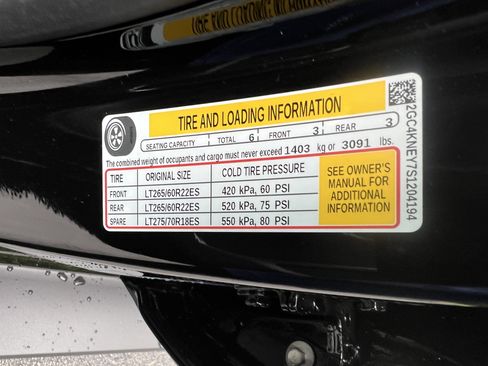 TIRE AND LOADING INFORMATION
SEATING CAPACITY TOTAL 6 FRONT 3 REAR 3
The combined weight of occupants and cargo must never exceed 1403 kg or 3091 lbs.
TIRE ORIGINAL SIZE COLD TIRE PRESSURE
FRONT LT265/60R22ES 420 kPa, 60 PSI
REAR LT265/60R22ES 520 kPa, 75 PSI
SPARE LT275/70R18ES 550 kPa, 80 PSI
SEE OWNER'S
MANUAL FOR
ADDITIONAL
INFORMATION
2GC4KNEY7S1204194